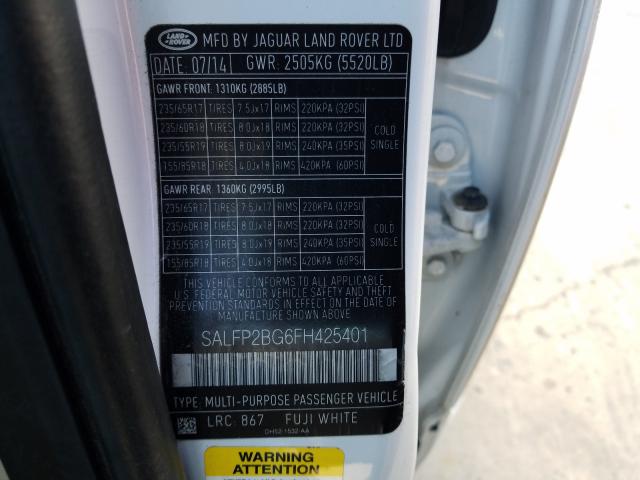 LAND ROVER
MFD BY JAGUAR LAND ROVER LTD
DATE: 07/14 GWR: 2505KG (5520LB)
GAWR FRONT: 1310KG (2885LB)
235/65R17 TIRES 7.5Jx17 RIMS 220KPA (32PSI)
235/60R18 TIRES 8.0Jx18 RIMS 220KPA (32PSI)
235/55R19 TIRES 8.0Jx19 RIMS 240KPA (35PSI)
155/85R18 TIRES 4.0Jx18 RIMS 420KPA (60PSI)
COLD
SINGLE
GAWR REAR: 1360KG (2995LB)
235/65R17 TIRES 7.5Jx17 RIMS 220KPA (32PSI)
235/60R18 TIRES 8.0Jx18 RIMS 220KPA (32PSI)
235/55R19 TIRES 8.0Jx19 RIMS 240KPA (35PSI)
155/85R18 TIRES 4.0Jx18 RIMS 420KPA (60PSI)
COLD
SINGLE
THIS VEHICLE CONFORMS TO ALL APPLICABLE
U.S. FEDERAL MOTOR VEHICLE SAFETY BUMPER AND
THEFT PREVENTION STANDARDS IN EFFECT ON THE
DATE OF MANUFACTURE SHOWN ABOVE
SALFP2BG6FH425401
TYPE: MULTI-PURPOSE PASSENGER VEHICLE
LRC: 867 FUJI WHITE
WARNING
ATTENTION